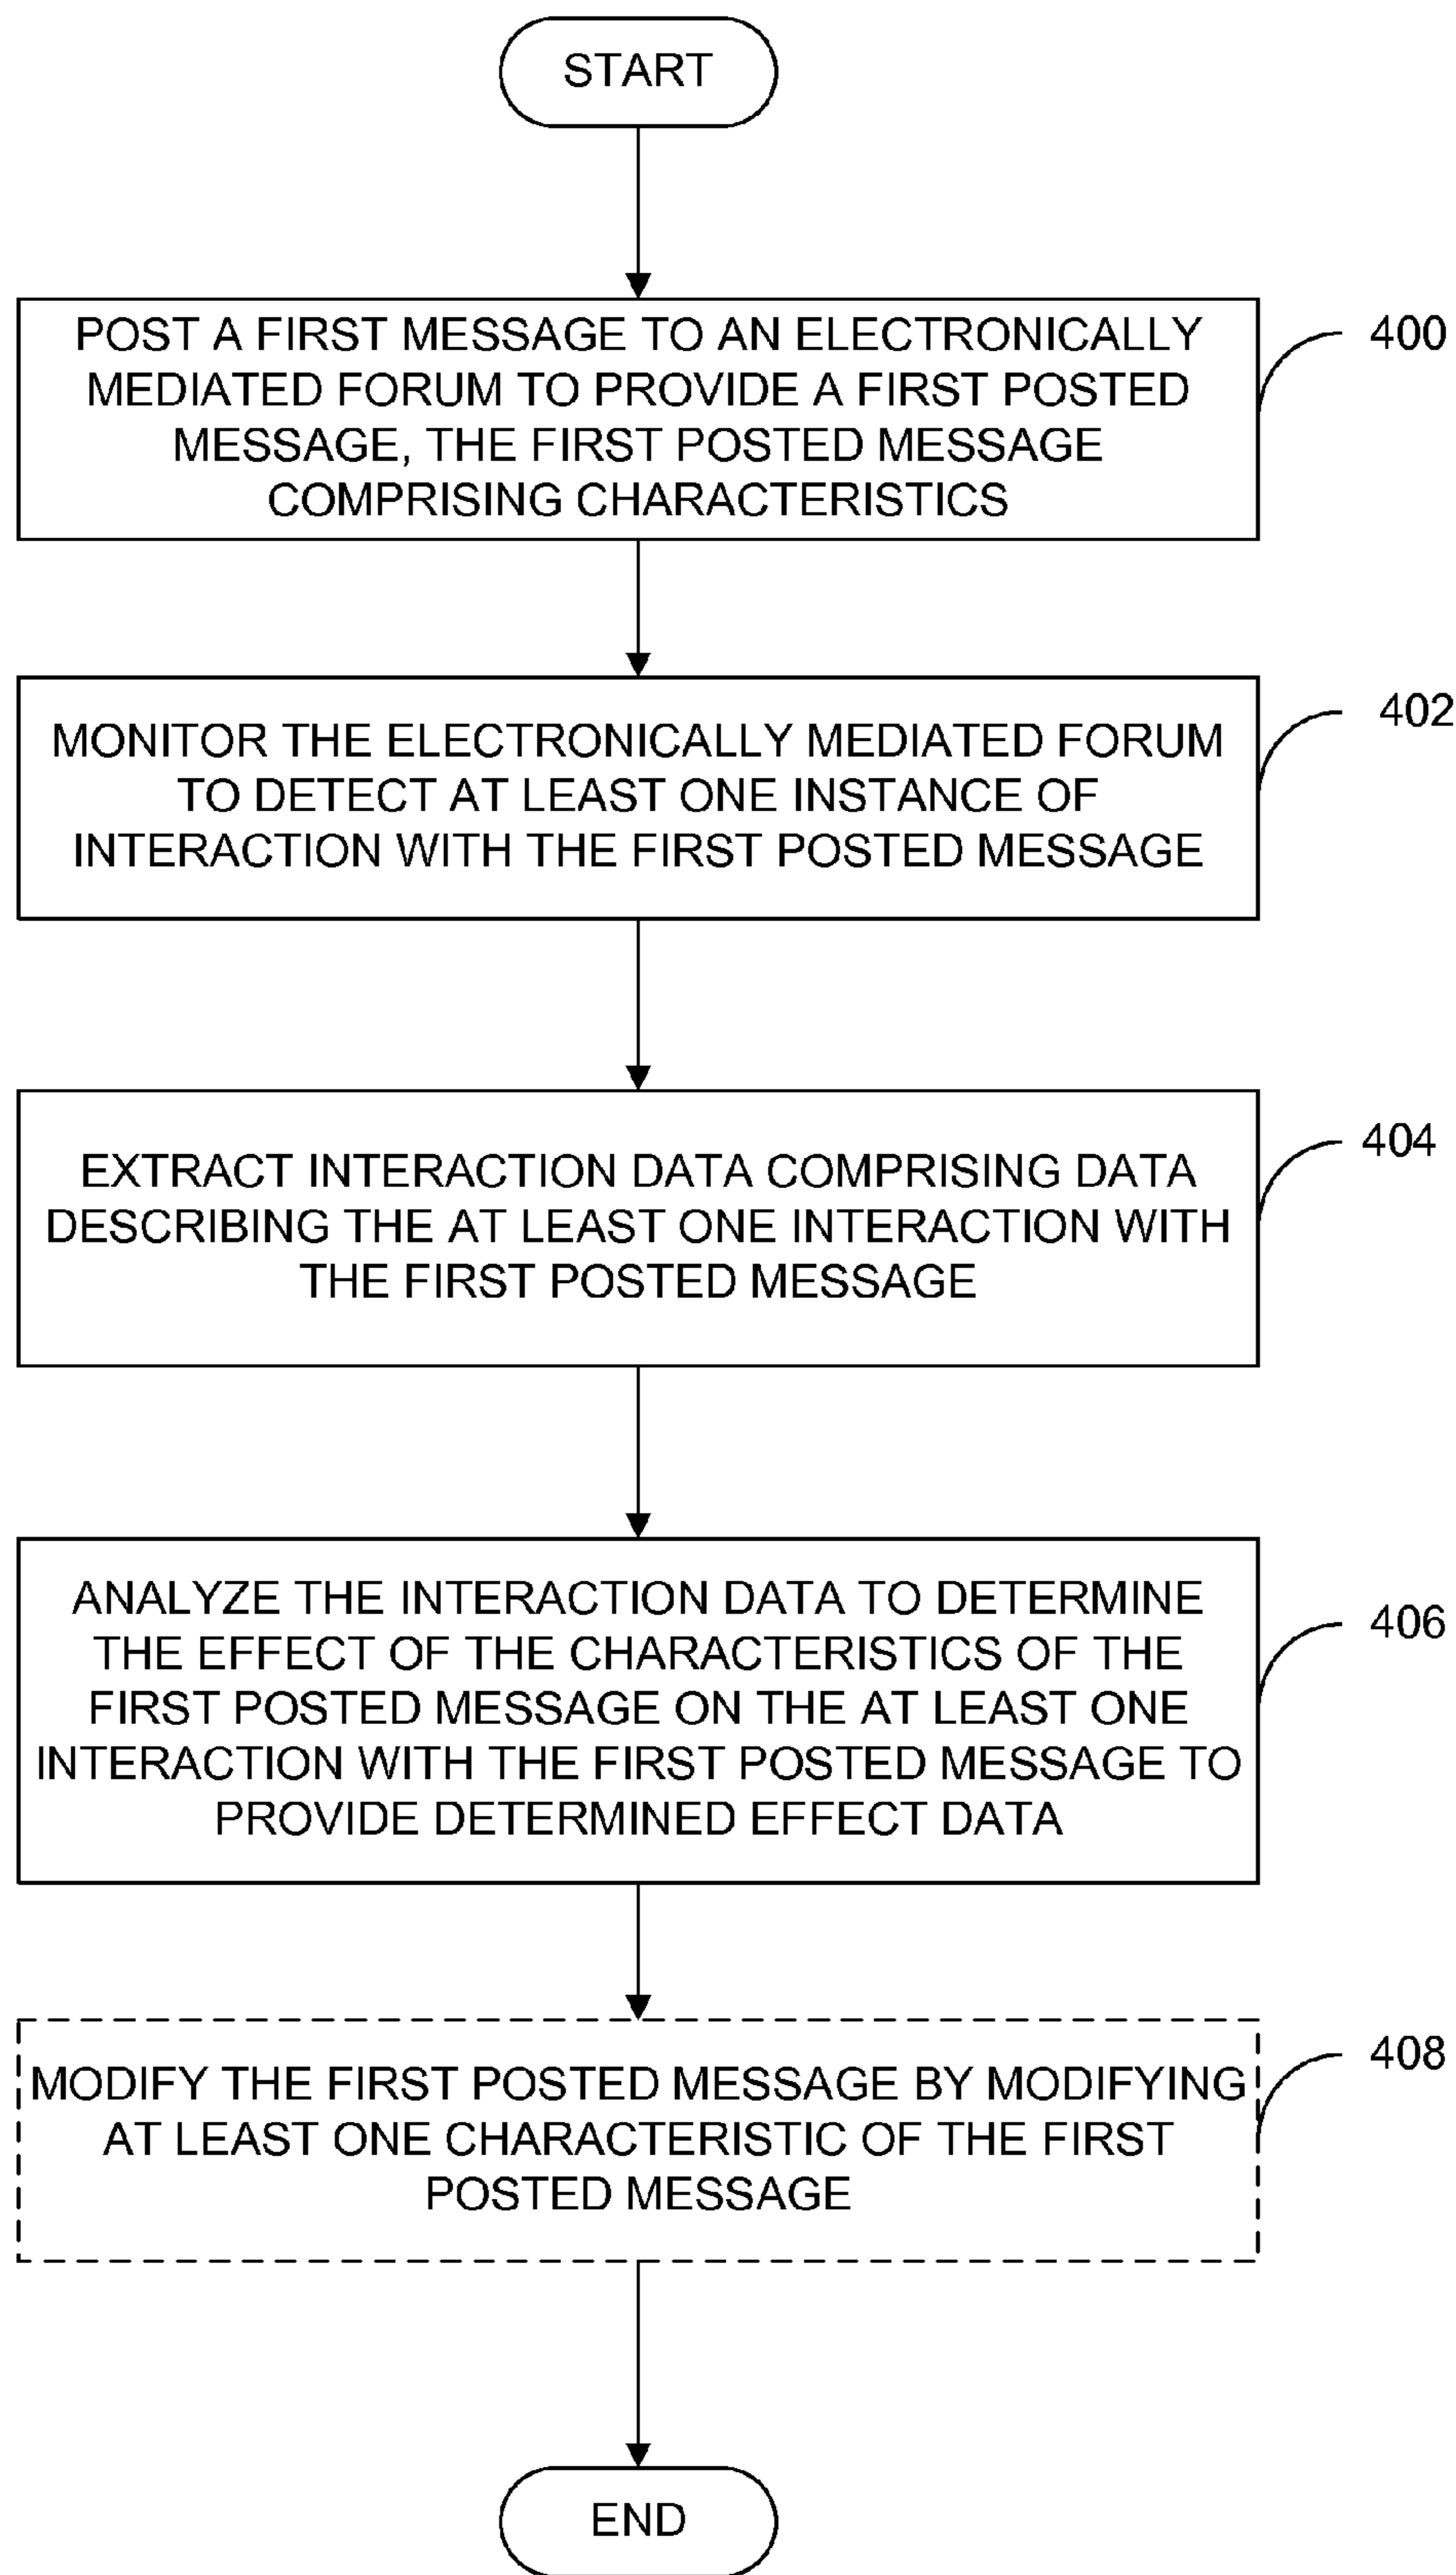 START
POST A FIRST MESSAGE TO AN ELECTRONICALLY
MEDIATED FORUM TO PROVIDE A FIRST POSTED
MESSAGE, THE FIRST POSTED MESSAGE
COMPRISING CHARACTERISTICS
400
MONITOR THE ELECTRONICALLY MEDIATED FORUM
TO DETECT AT LEAST ONE INSTANCE OF
INTERACTION WITH THE FIRST POSTED MESSAGE
402
EXTRACT INTERACTION DATA COMPRISING DATA
DESCRIBING THE AT LEAST ONE INTERACTION WITH
THE FIRST POSTED MESSAGE
404
ANALYZE THE INTERACTION DATA TO DETERMINE
THE EFFECT OF THE CHARACTERISTICS OF THE
FIRST POSTED MESSAGE ON THE AT LEAST ONE
INTERACTION WITH THE FIRST POSTED MESSAGE TO
PROVIDE DETERMINED EFFECT DATA
406
MODIFY THE FIRST POSTED MESSAGE BY MODIFYING
AT LEAST ONE CHARACTERISTIC OF THE FIRST
POSTED MESSAGE
408
END